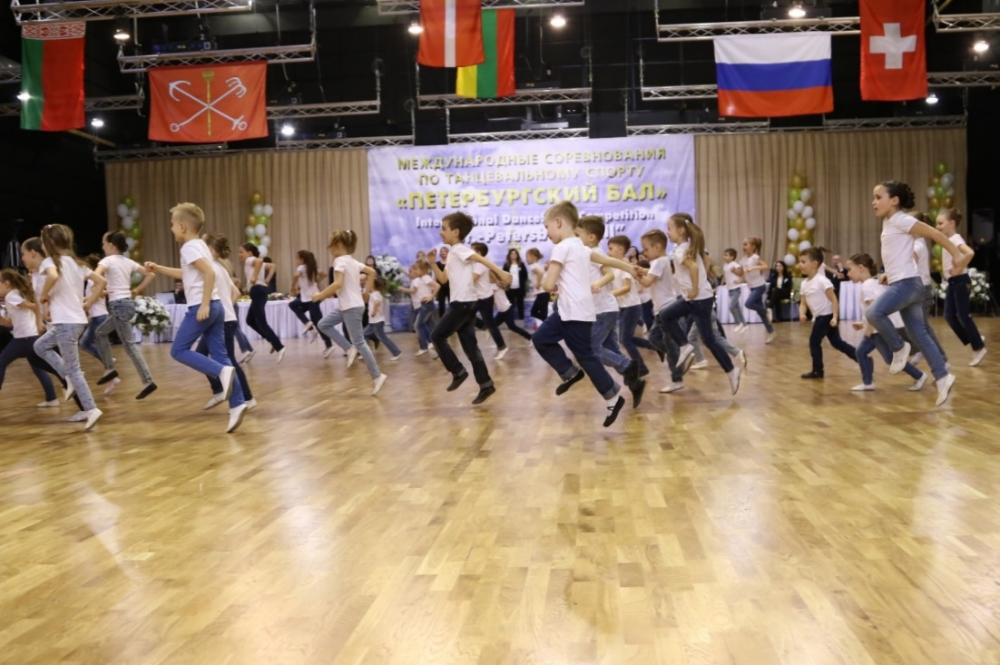 МЕЖДУНАРОДНЫЕ СОРЕВНОВАНИЯ
ПО ТАНЦЕВАЛЬНОМУ СПОРТУ
«ПЕТЕРБУРГСКИЙ БАЛ»
Competition